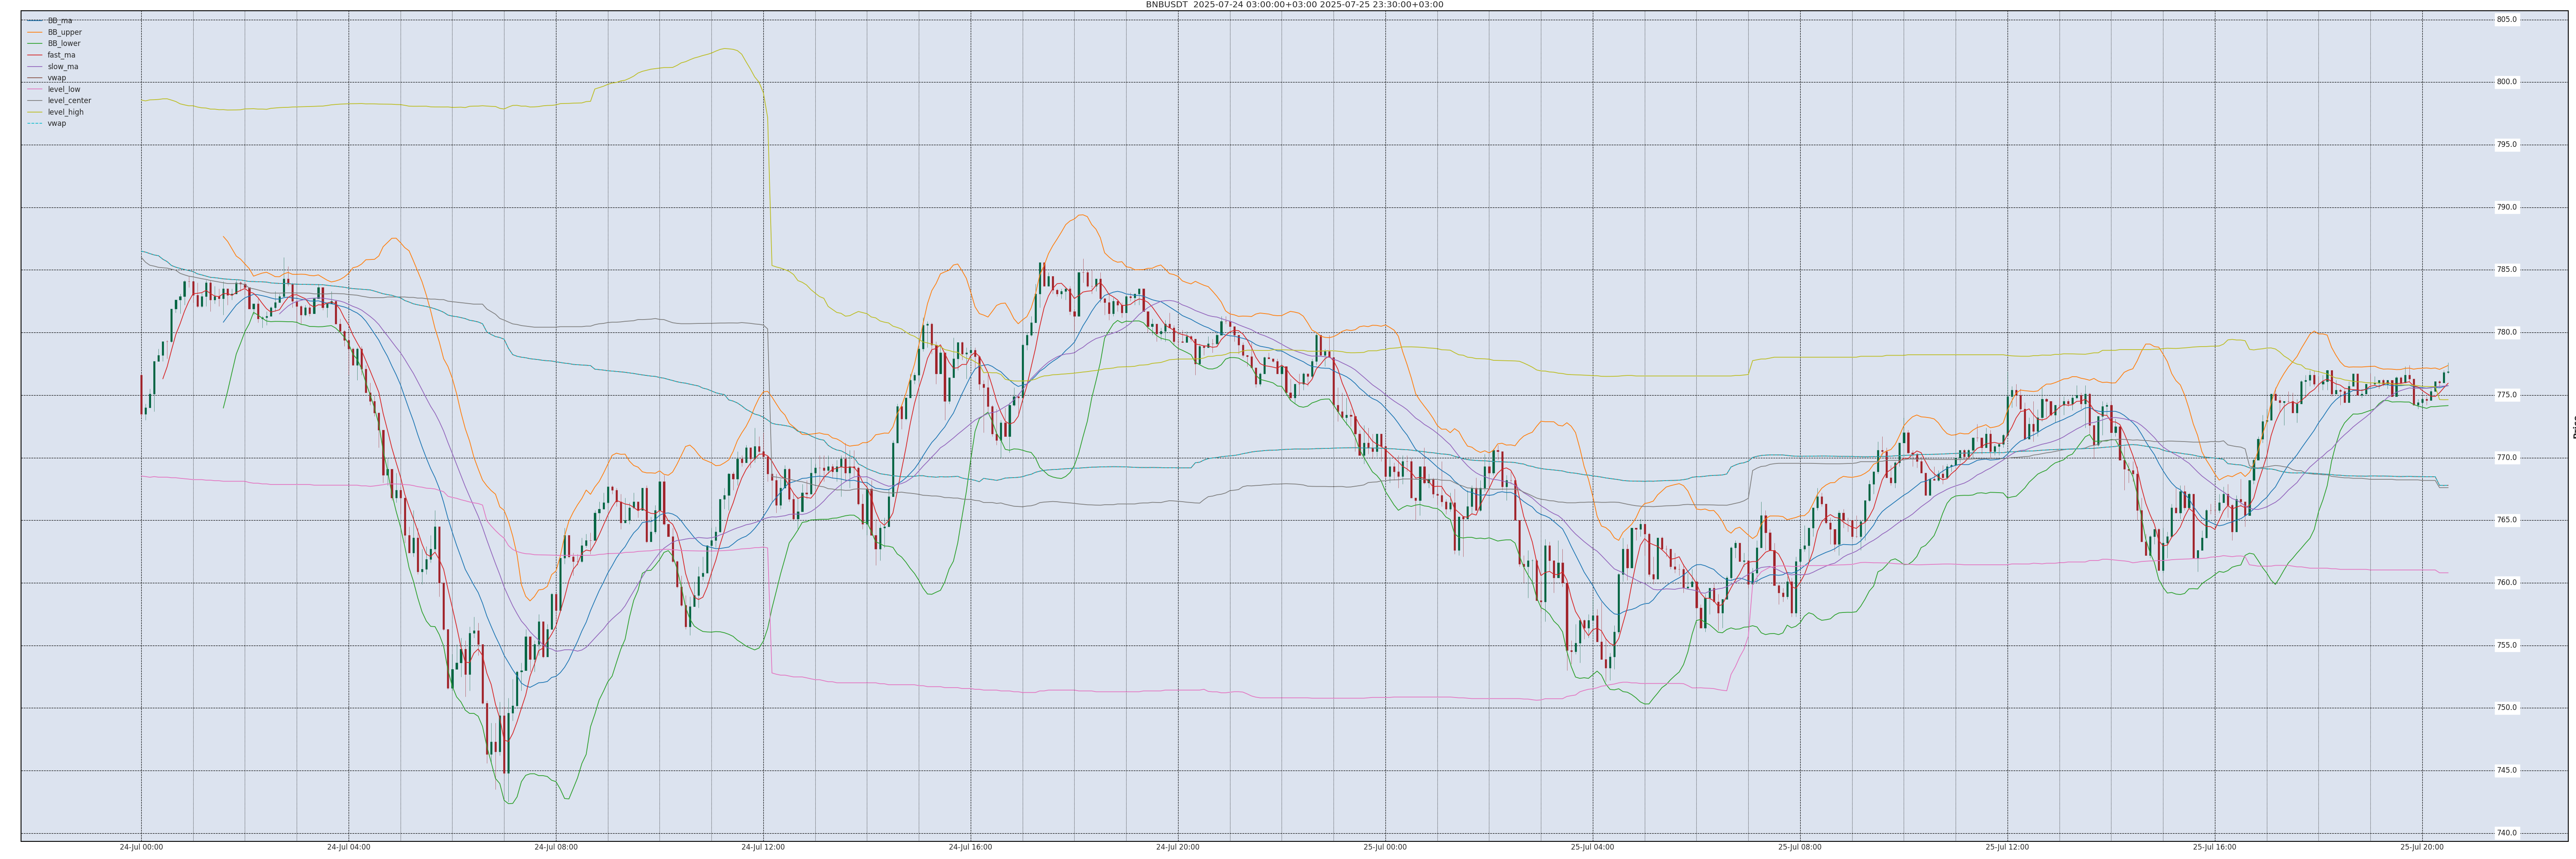 BNBUSDT  2025-07-24 03:00:00+03:00 2025-07-25 23:30:00+03:00
BB_ma
BB_upper
BB_lower
fast_ma
slow_ma
vwap
level_low
level_center
level_high
vwap
805.0
800.0
795.0
790.0
785.0
780.0
775.0
770.0
765.0
760.0
755.0
750.0
745.0
740.0
24-Jul 00:00
24-Jul 04:00
24-Jul 08:00
24-Jul 12:00
24-Jul 16:00
24-Jul 20:00
25-Jul 00:00
25-Jul 04:00
25-Jul 08:00
25-Jul 12:00
25-Jul 16:00
25-Jul 20:00